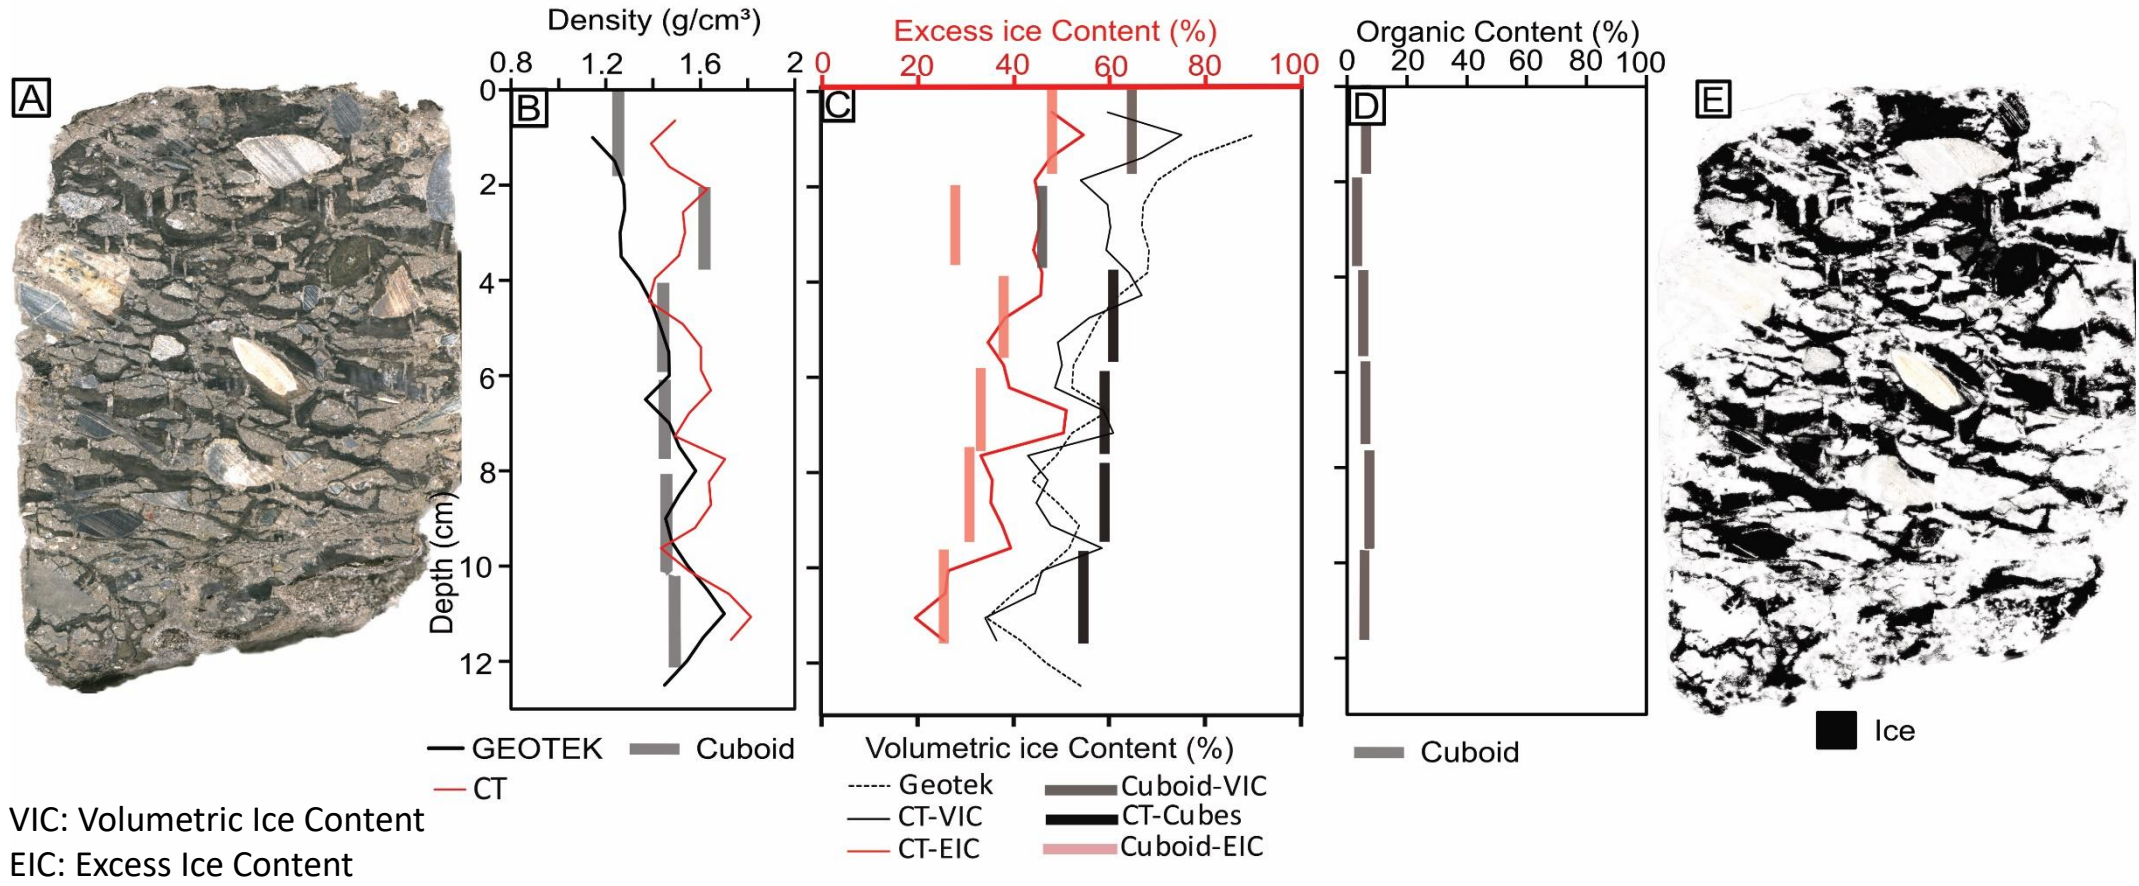 A
Density (g/cm³)
0.8 1.2 1.6 2
B
0
2
4
6
8
10
12
Depth (cm)
GEOTEK Cuboid
CT
Excess ice Content (%)
0 20 40 60 80 100
C
Volumetric ice Content (%)
Geotek Cuboid-VIC
CT-VIC CT-Cubes
CT-EIC Cuboid-EIC
Organic Content (%)
0 20 40 60 80 100
D
Cuboid
E
Ice
VIC: Volumetric Ice Content
EIC: Excess Ice Content